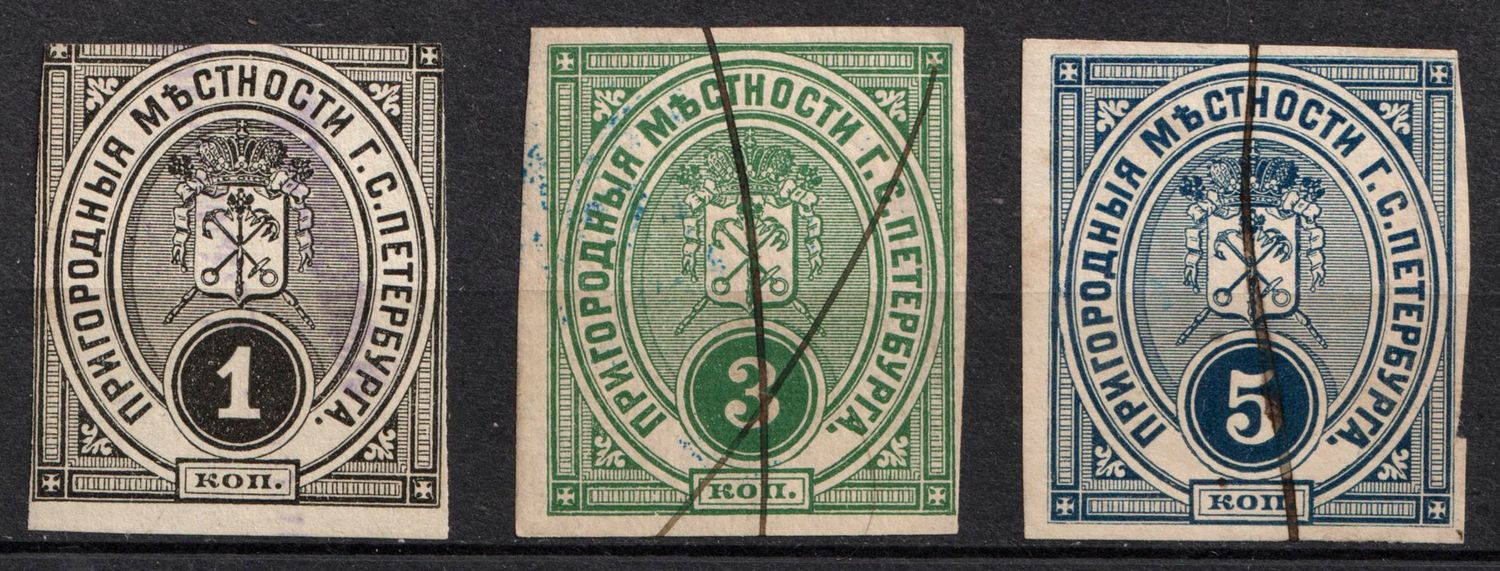 ПРИГОРОДНЫЯ МѢСТНОСТИ Г. С. ПЕТЕРБУРГА.
1
КОП.
ПРИГОРОДНЫЯ МѢСТНОСТИ Г. С. ПЕТЕРБУРГА.
3
КОП.
ПРИГОРОДНЫЯ МѢСТНОСТИ Г. С. ПЕТЕРБУРГА.
5
КОП.